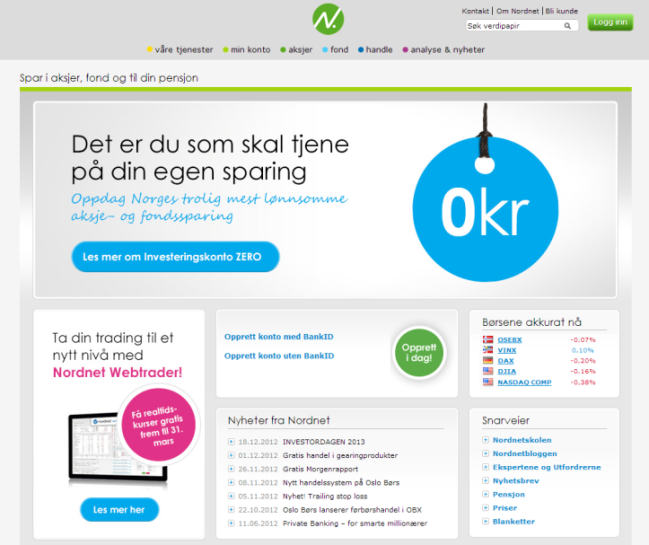 N.
Kontakt | Om Nordnet | Bli kunde
Søk verdipapir
Logg inn
våre tjenester
min konto
aksjer
fond
handle
analyse & nyheter
Spar i aksjer, fond og til din pensjon
Det er du som skal tjene
på din egen sparing
Oppdag Norges trolig mest lønnsomme
aksje- og fondssparing
Les mer om Investeringskonto ZERO
0kr
Ta din trading til et
nytt nivå med
Nordnet Webtrader!
Få realtids-
kurser gratis
frem til 31.
mars
Les mer her
Opprett konto med BankID
Opprett konto uten BankID
Opprett
i dag!
Børsene akkurat nå
OSEBX -0,07%
VINX 0,10%
DAX -0,20%
DJIA -0,16%
NASDAQ COMP -0,38%
Nyheter fra Nordnet
18.12.2012 INVESTORDAGEN 2013
01.12.2012 Gratis handel i gearingprodukter
26.11.2012 Gratis Morgenrapport
08.11.2012 Nytt handelssystem på Oslo Børs
05.11.2012 Nyhet! Trailing stop loss
22.10.2012 Oslo Børs lanserer førbørshandel i OBX
11.06.2012 Private Banking – for smarte millionærer
Snarveier
Nordnetskolen
Nordnetbloggen
Ekspertene og Utfordrerne
Nyhetsbrev
Pensjon
Priser
Blanketter